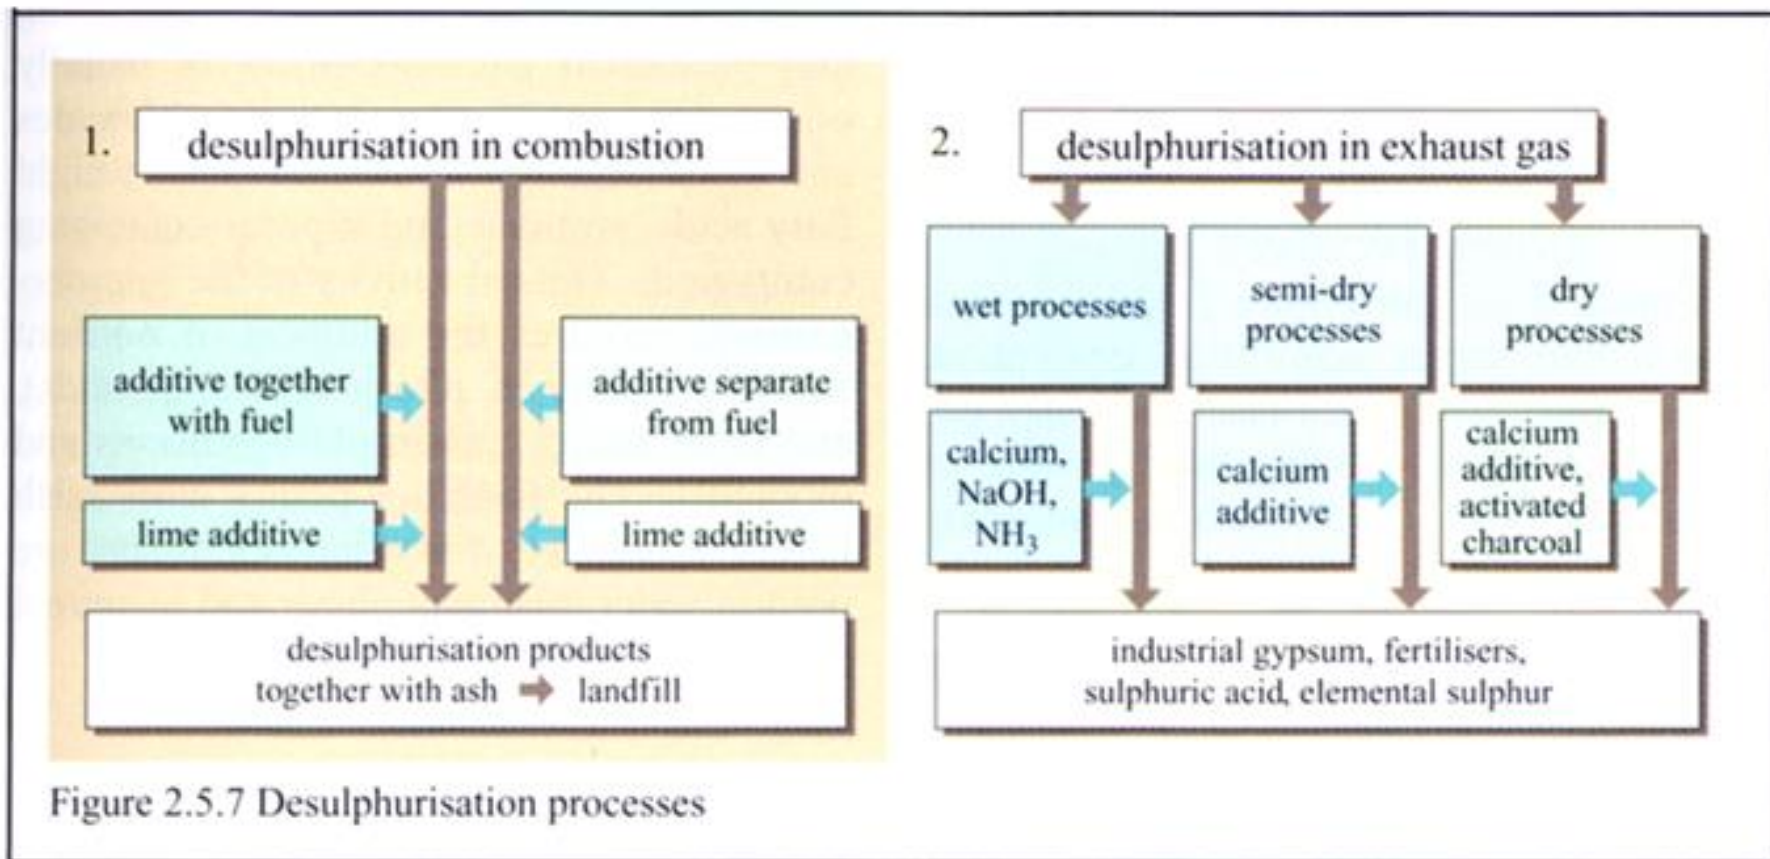 1.
desulphurisation in combustion
additive together
with fuel
additive separate
from fuel
lime additive
lime additive
desulphurisation products
together with ash → landfill
2.
desulphurisation in exhaust gas
wet processes
semi-dry
processes
dry
processes
calcium,
NaOH,
NH₃
calcium
additive
calcium
additive,
activated
charcoal
industrial gypsum, fertilisers,
sulphuric acid, elemental sulphur
Figure 2.5.7 Desulphurisation processes